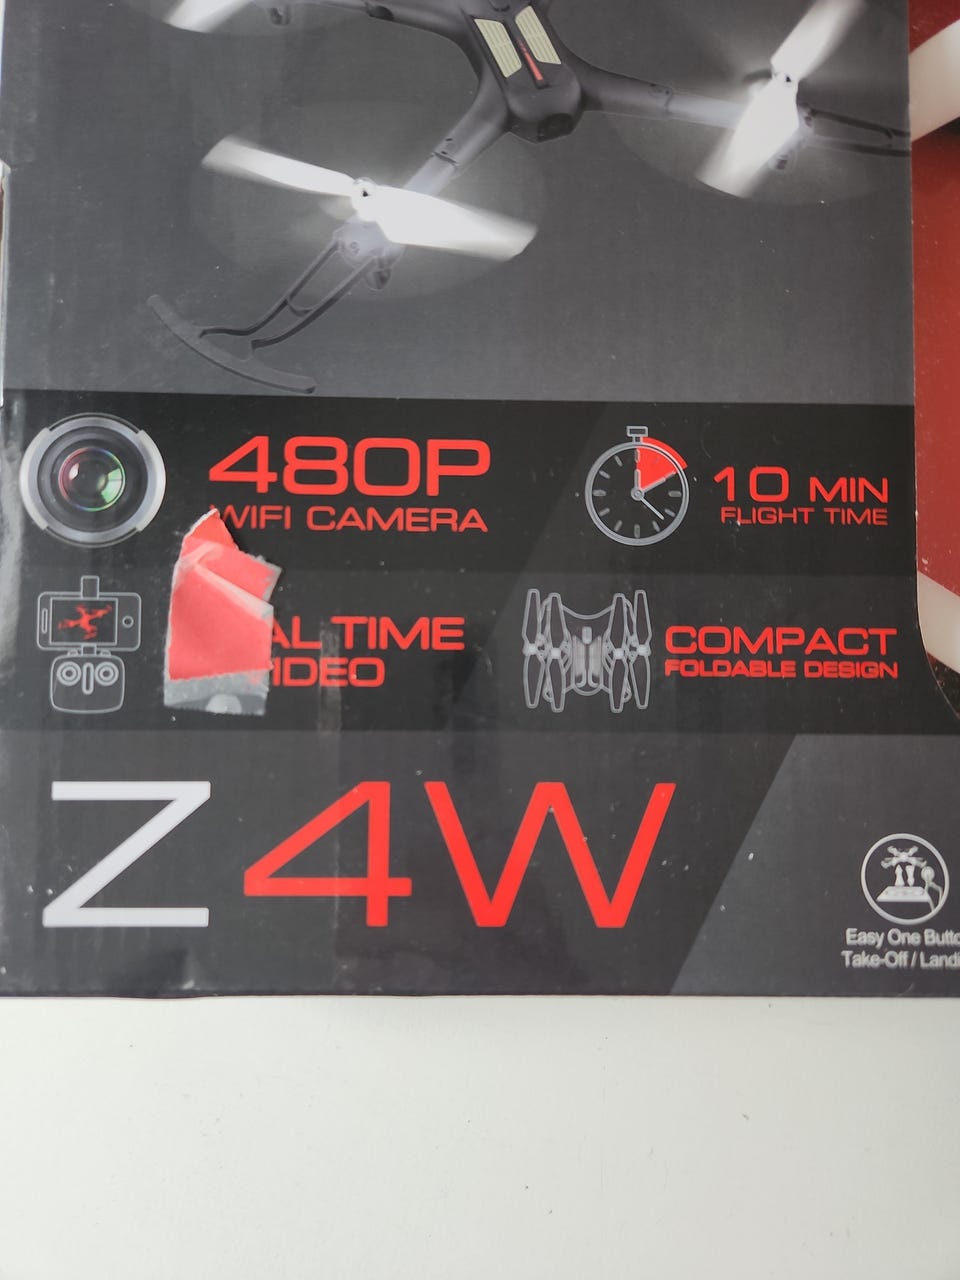 480P
WIFI CAMERA
10 MIN
FLIGHT TIME
AL TIME
VIDEO
COMPACT
FOLDABLE DESIGN
Z4W
Easy One Butto
Take-Off / Landi